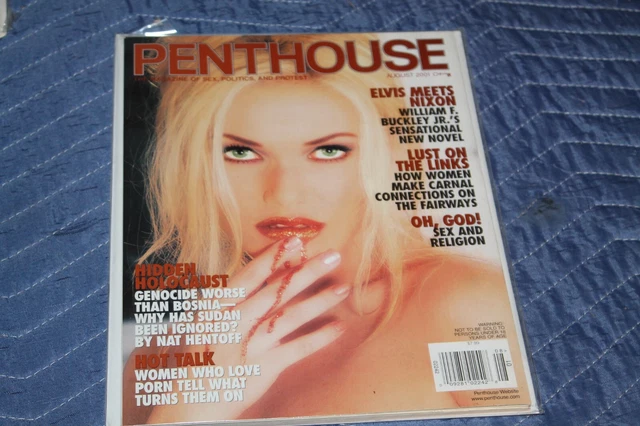 PENTHOUSE
MAGAZINE OF SEX, POLITICS, AND PROTEST
AUGUST 2001
ELVIS MEETS
NIXON
WILLIAM F.
BUCKLEY JR.'S
SENSATIONAL
NEW NOVEL
LUST ON
THE LINKS
HOW WOMEN
MAKE CARNAL
CONNECTIONS ON
THE FAIRWAYS
OH, GOD!
SEX AND
RELIGION
HIDDEN
HOLOCAUST
GENOCIDE WORSE
THAN BOSNIA—
WHY HAS SUDAN
BEEN IGNORED?
BY NAT HENTOFF
HOT TALK
WOMEN WHO LOVE
PORN TELL WHAT
TURNS THEM ON
WARNING:
NOT TO BE SOLD TO
PERSONS UNDER 18
YEARS OF AGE
Penthouse Website
www.penthouse.com